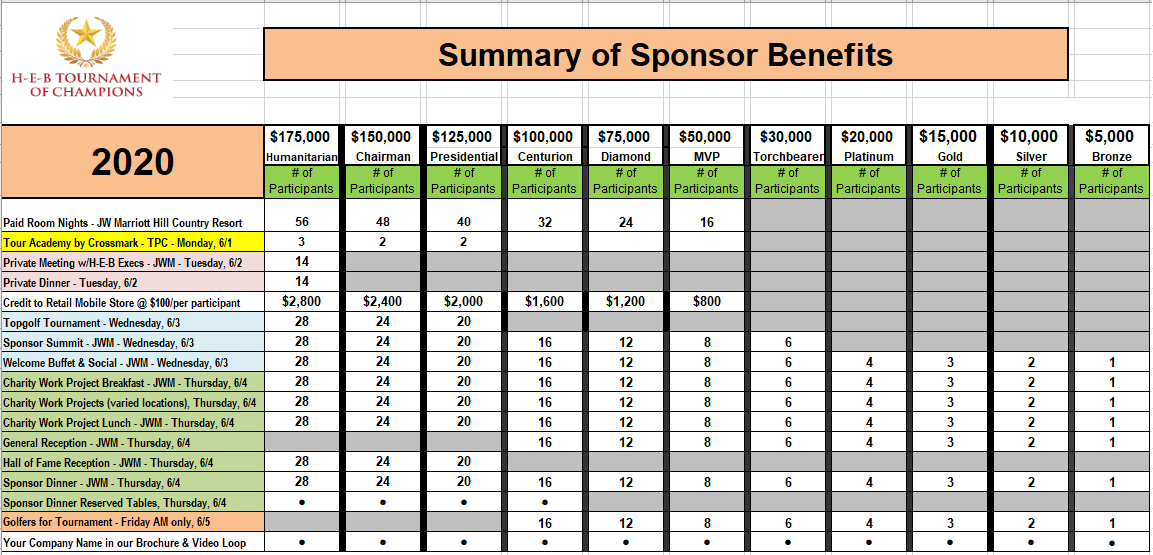 H-E-B TOURNAMENT
OF CHAMPIONS
Summary of Sponsor Benefits
2020
$175,000 $150,000 $125,000 $100,000 $75,000 $50,000 $30,000 $20,000 $15,000 $10,000 $5,000
Humanitarian Chairman Presidential Centurion Diamond MVP Torchbearer Platinum Gold Silver Bronze
# of # of # of # of # of # of # of # of # of # of # of
Participants Participants Participants Participants Participants Participants Participants Participants Participants Participants Participants
Paid Room Nights - JW Marriott Hill Country Resort 56 48 40 32 24 16
Tour Academy by Crossmark - TPC - Monday, 6/1 3 2 2
Private Meeting w/H-E-B Execs - JWM - Tuesday, 6/2 14
Private Dinner - Tuesday, 6/2 14
Credit to Retail Mobile Store @ $100/per participant $2,800 $2,400 $2,000 $1,600 $1,200 $800
Topgolf Tournament - Wednesday, 6/3 28 24 20
Sponsor Summit - JWM - Wednesday, 6/3 28 24 20 16 12 8 6
Welcome Buffet & Social - JWM - Wednesday, 6/3 28 24 20 16 12 8 6 4 3 2 1
Charity Work Project Breakfast - JWM - Thursday, 6/4 28 24 20 16 12 8 6 4 3 2 1
Charity Work Projects (varied locations), Thursday, 6/4 28 24 20 16 12 8 6 4 3 2 1
Charity Work Project Lunch - JWM - Thursday, 6/4 28 24 20 16 12 8 6 4 3 2 1
General Reception - JWM - Thursday, 6/4 16 12 8 6 4 3 2 1
Hall of Fame Reception - JWM - Thursday, 6/4 28 24 20
Sponsor Dinner - JWM - Thursday, 6/4 28 24 20 16 12 8 6 4 3 2 1
Sponsor Dinner Reserved Tables, Thursday, 6/4 • • • •
Golfers for Tournament - Friday AM only, 6/5 16 12 8 6 4 3 2 1
Your Company Name in our Brochure & Video Loop • • • • • • • • • • •